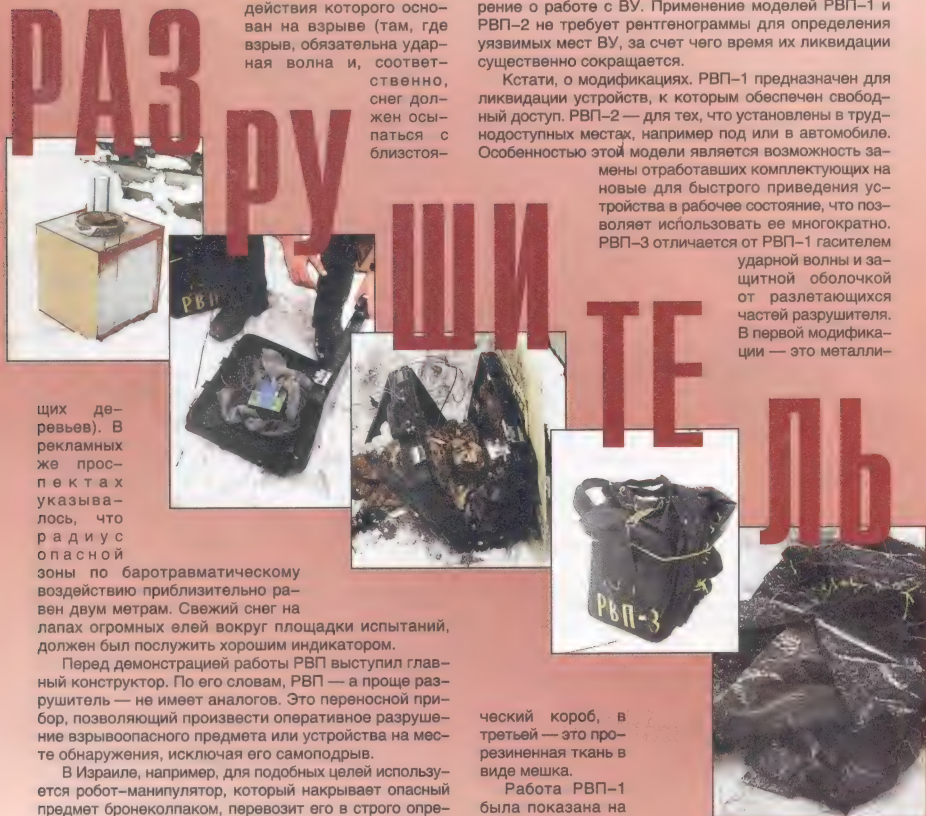 РАЗ
РУ
ШИ
ТЕ
ЛЬ
действия которого осно-
ван на взрыве (там, где
взрыв, обязательна удар-
ная волна и, соответ-
ственно,
снег дол-
жен осы-
паться с
близстоя-
щих де-
ревьев). В
рекламных
же прос-
пектах
указыва-
лось, что
радиус
опасной
зоны по баротравматическому
воздействию приблизительно ра-
вен двум метрам. Свежий снег на
лапах огромных елей вокруг площадки испытаний,
должен был послужить хорошим индикатором.
Перед демонстрацией работы РВП выступил глав-
ный конструктор. По его словам, РВП — а проще раз-
рушитель — не имеет аналогов. Это переносной при-
бор, позволяющий произвести оперативное разруше-
ние взрывоопасного предмета или устройства на мес-
те обнаружения, исключая его самоподрыв.
В Израиле, например, для подобных целей использу-
ется робот-манипулятор, который накрывает опасный
предмет бронеколпаком, перевозит его в строго опре-
рение о работе с ВУ. Применение моделей РВП-1 и
РВП-2 не требует рентгенограммы для определения
уязвимых мест ВУ, за счет чего время их ликвидации
существенно сокращается.
Кстати, о модификациях. РВП-1 предназначен для
ликвидации устройств, к которым обеспечен свобод-
ный доступ. РВП-2 — для тех, что установлены в труд-
нодоступных местах, например под или в автомобиле.
Особенностью этой модели является возможность за-
мены отработавших комплектующих на
новые для быстрого приведения ус-
тройства в рабочее состояние, что поз-
воляет использовать ее многократно.
РВП-3 отличается от РВП-1 гасителем
ударной волны и за-
щитной оболочкой
от разлетающихся
частей разрушителя.
В первой модифика-
ции — это металли-
ческий короб, в
третьей — это про-
резиненная ткань в
виде мешка.
Работа РВП-1
была показана на
РВП
РВП-3